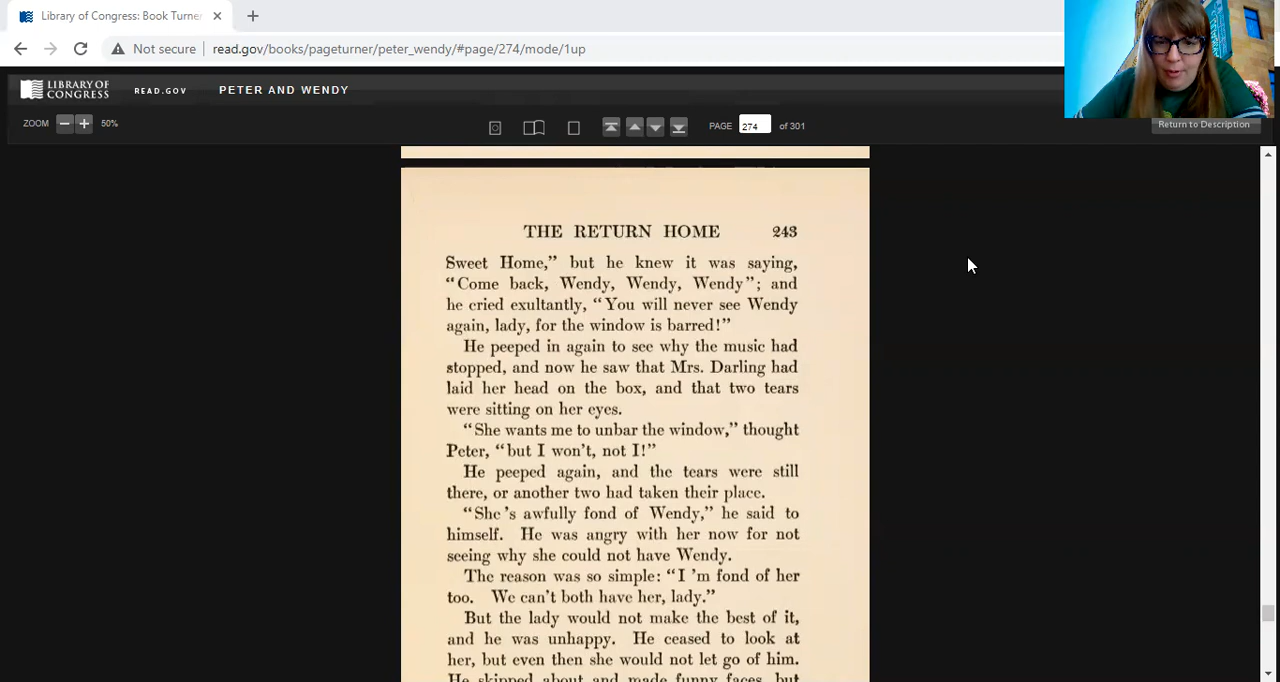 Library of Congress: Book Turne
Not secure
read.gov/books/pageturner/peter_wendy/#page/274/mode/1up
LIBRARY OF
CONGRESS
READ.GOV
PETER AND WENDY
ZOOM
50%
PAGE
274
of 301
Return to Description
THE RETURN HOME 243
Sweet Home,” but he knew it was saying,
“Come back, Wendy, Wendy, Wendy”; and
he cried exultantly, “You will never see Wendy
again, lady, for the window is barred!”
He peeped in again to see why the music had
stopped, and now he saw that Mrs. Darling had
laid her head on the box, and that two tears
were sitting on her eyes.
“She wants me to unbar the window,” thought
Peter, “but I won’t, not I!”
He peeped again, and the tears were still
there, or another two had taken their place.
“She ’s awfully fond of Wendy,” he said to
himself. He was angry with her now for not
seeing why she could not have Wendy.
The reason was so simple: “I ’m fond of her
too. We can’t both have her, lady.”
But the lady would not make the best of it,
and he was unhappy. He ceased to look at
her, but even then she would not let go of him.
He skipped about and made funny faces, but